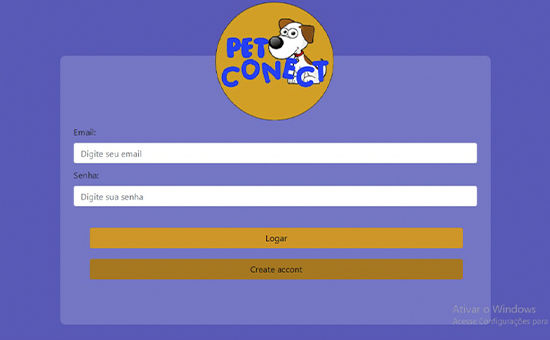 PET
CONECT
Email:
Digite seu email
Senha:
Digite sua senha
Logar
Create accont
Ativar o Windows
Acesse Configurações para